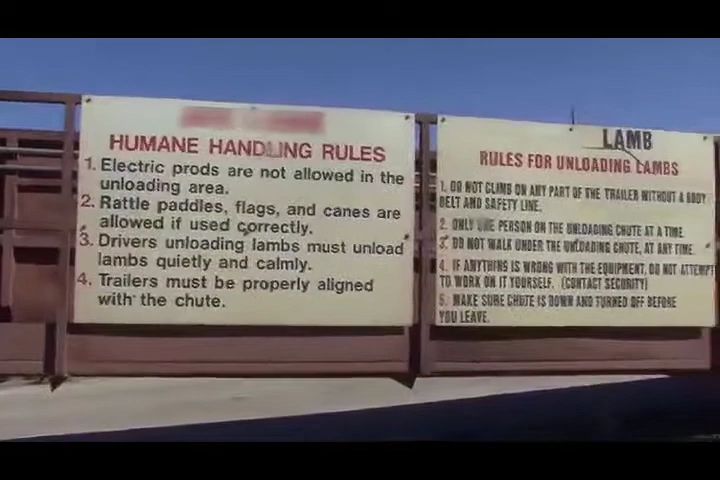 HUMANE HANDLING RULES
1. Electric prods are not allowed in the
unloading area.
2. Rattle paddles, flags, and canes are
allowed if used correctly.
3. Drivers unloading lambs must unload
lambs quietly and calmly.
4. Trailers must be properly aligned
with the chute.
LAMB
RULES FOR UNLOADING LAMBS
1. DO NOT CLIMB ON ANY PART OF THE TRAILER WITHOUT A BODY
BELT AND SAFETY LINE.
2. ONLY ONE PERSON ON THE UNLOADING CHUTE AT A TIME.
3. DO NOT WALK UNDER THE UNLOADING CHUTE, AT ANY TIME.
4. IF ANYTHING IS WRONG WITH THE EQUIPMENT, DO NOT ATTEMPT
TO WORK ON IT YOURSELF. (CONTACT SECURITY)
5. MAKE SURE CHUTE IS DOWN AND TURNED OFF BEFORE
YOU LEAVE.